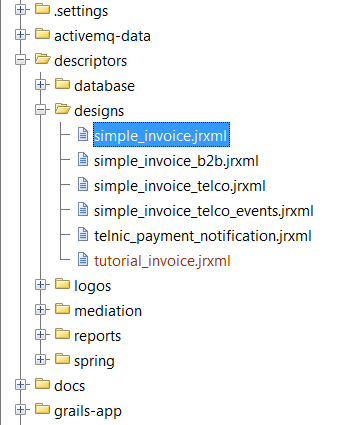 .settings
activemq-data
descriptors
database
designs
simple_invoice.jrxml
simple_invoice_b2b.jrxml
simple_invoice_telco.jrxml
simple_invoice_telco_events.jrxml
telnic_payment_notification.jrxml
tutorial_invoice.jrxml
logos
mediation
reports
spring
docs
grails-app